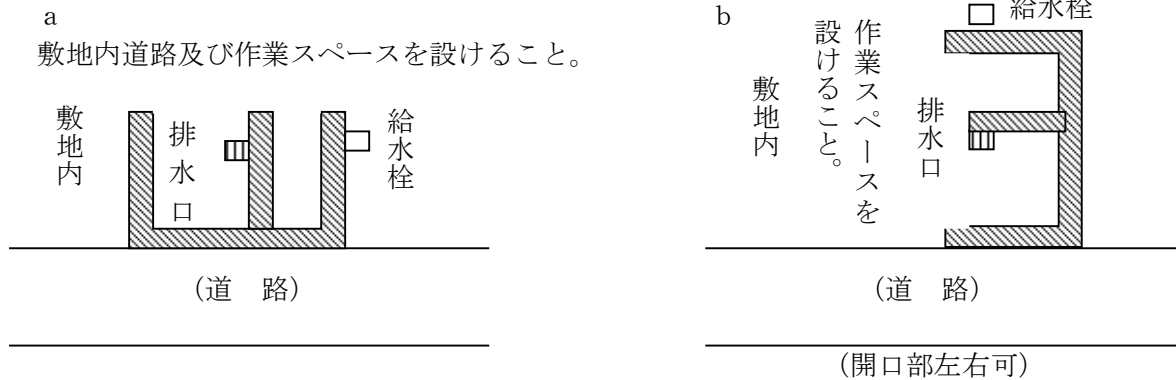 a
敷地内道路及び作業スペースを設けること。
敷地内
排水口
給水栓
(道　路)
b
給水栓
作業スペースを
設けること。
敷地内
排水口
(道　路)
(開口部左右可)